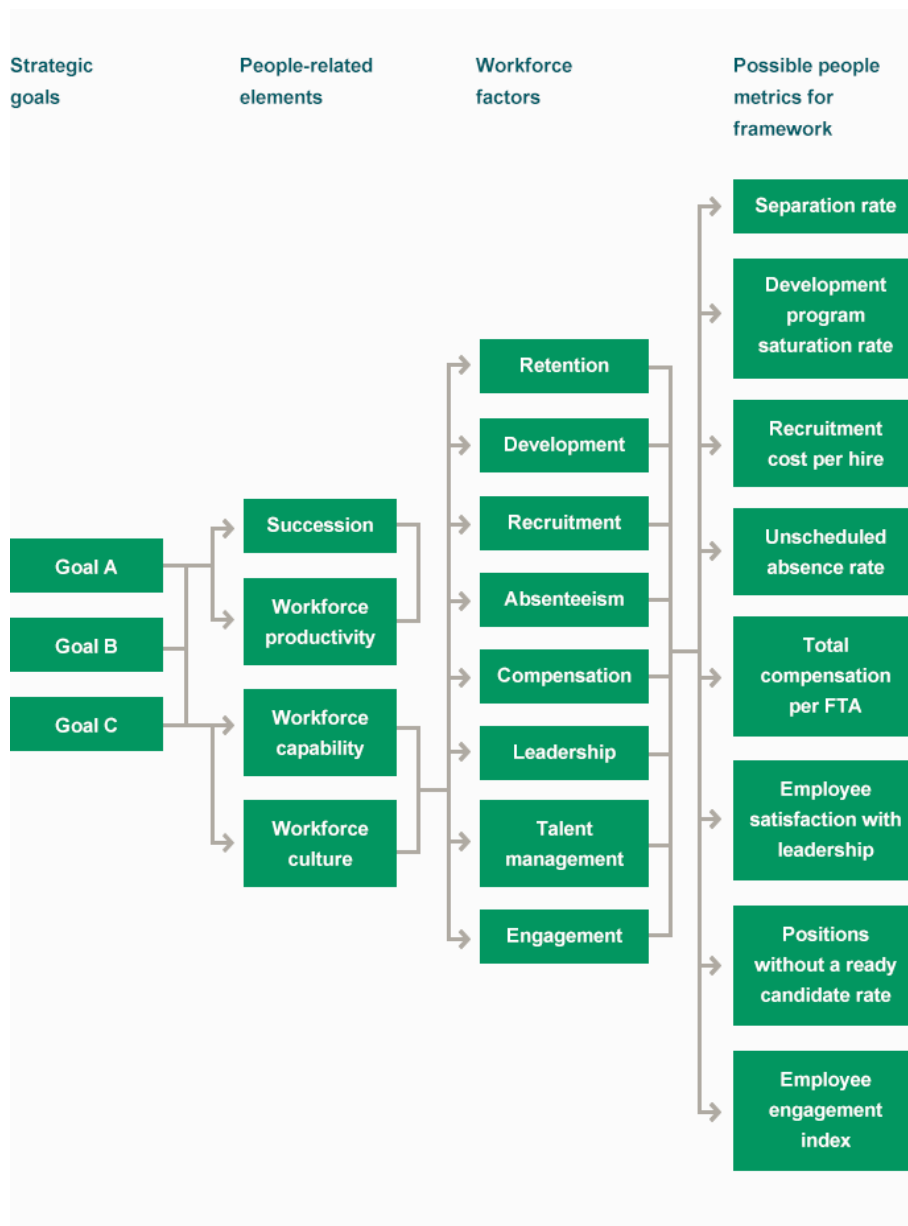 Strategic
goals
People-related
elements
Workforce
factors
Possible people
metrics for
framework
Goal A
Goal B
Goal C
Succession
Workforce
productivity
Workforce
capability
Workforce
culture
Retention
Development
Recruitment
Absenteeism
Compensation
Leadership
Talent
management
Engagement
Separation rate
Development
program
saturation rate
Recruitment
cost per hire
Unscheduled
absence rate
Total
compensation
per FTA
Employee
satisfaction with
leadership
Positions
without a ready
candidate rate
Employee
engagement
index